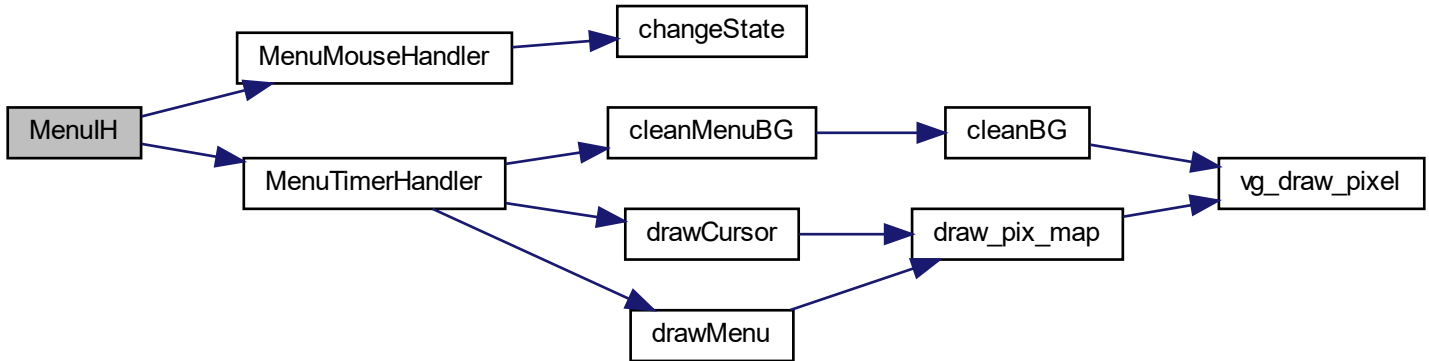 MenuIH
MenuMouseHandler
changeState
MenuTimerHandler
cleanMenuBG
cleanBG
vg_draw_pixel
drawCursor
draw_pix_map
drawMenu